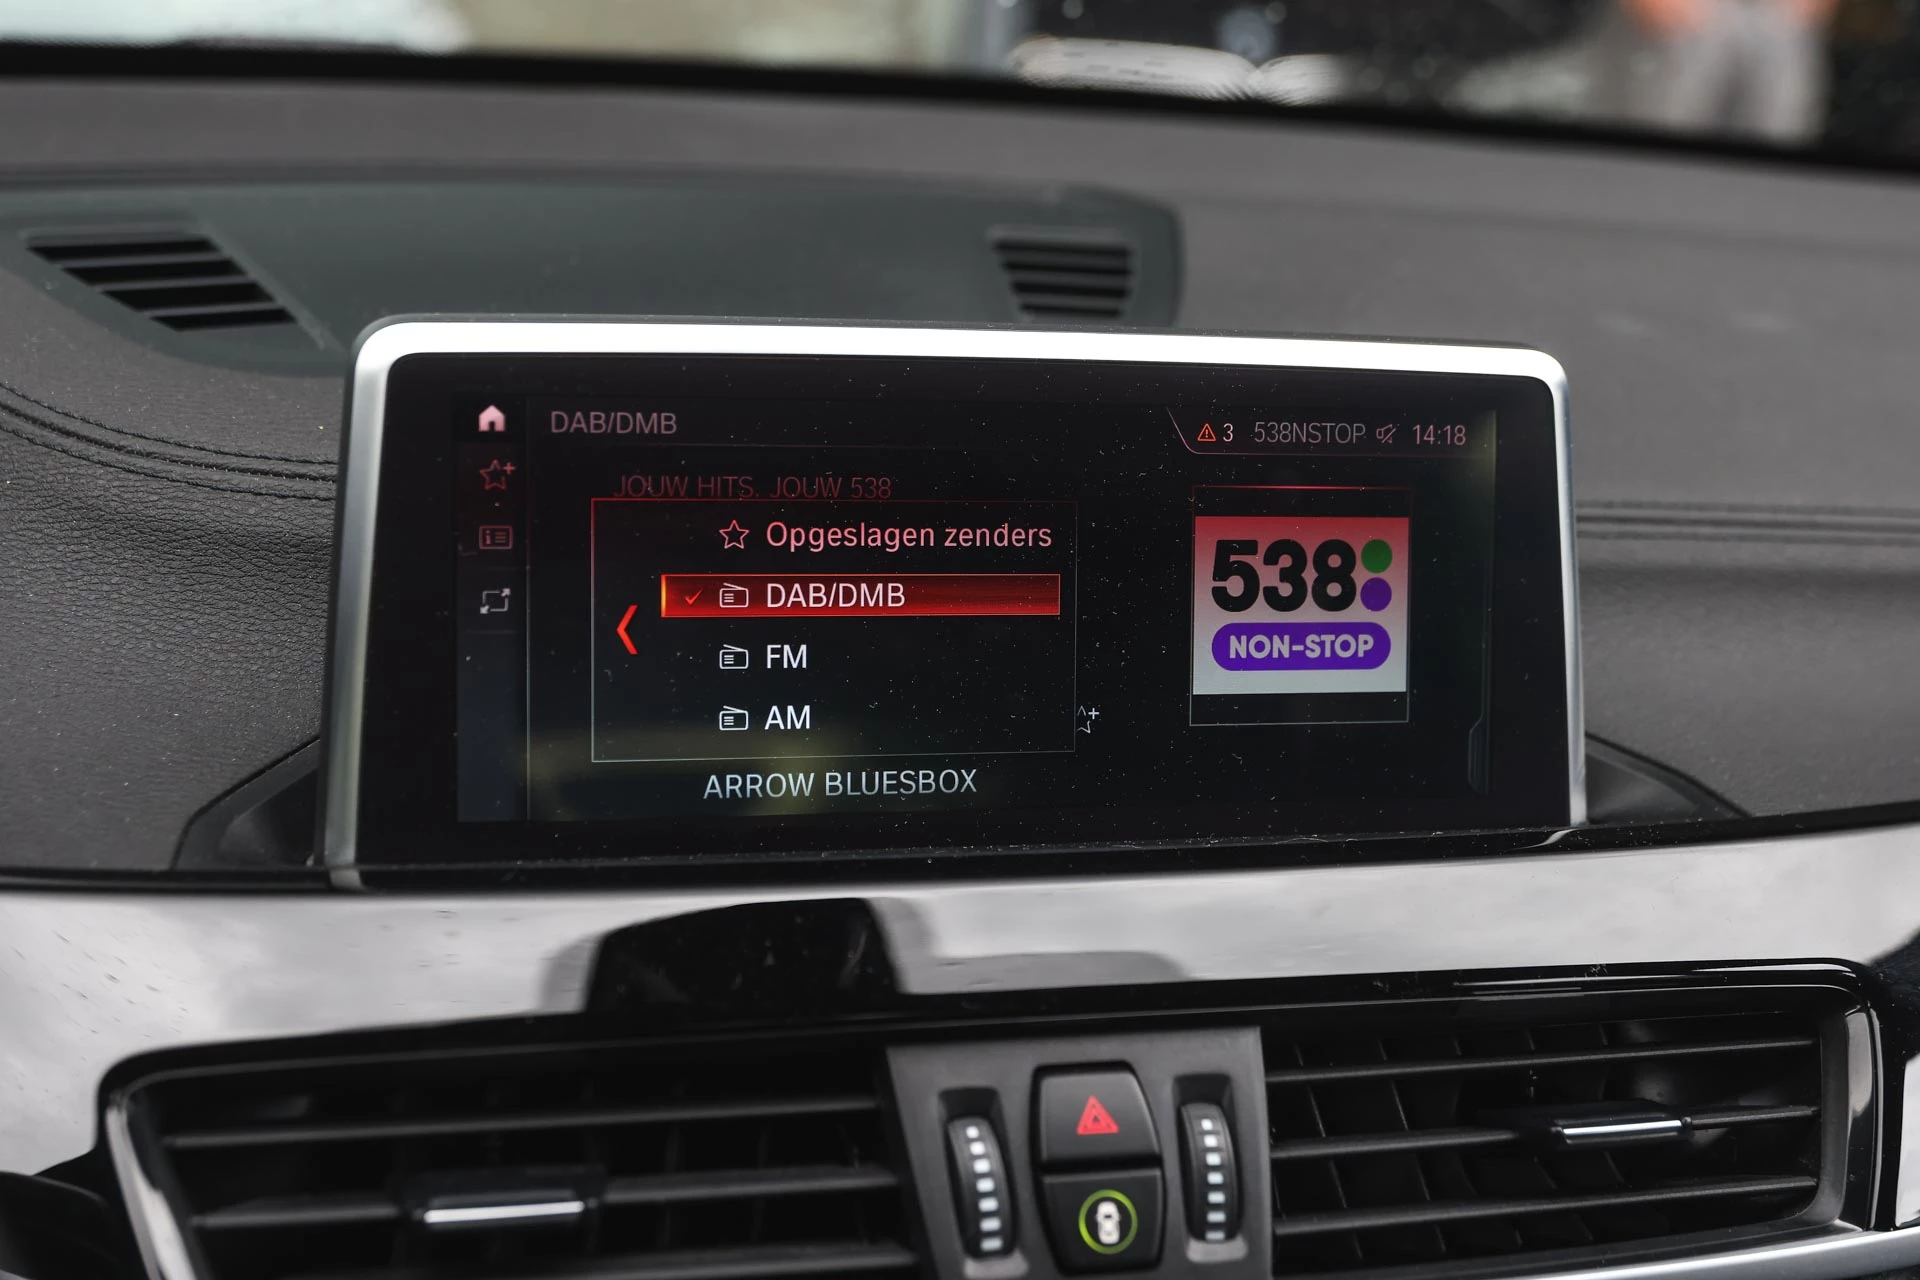 DAB/DMB
3 538NSTOP 14:18
JOUW HITS. JOUW 538
Opgeslagen zenders
DAB/DMB
FM
AM
ARROW BLUESBOX
538
NON-STOP